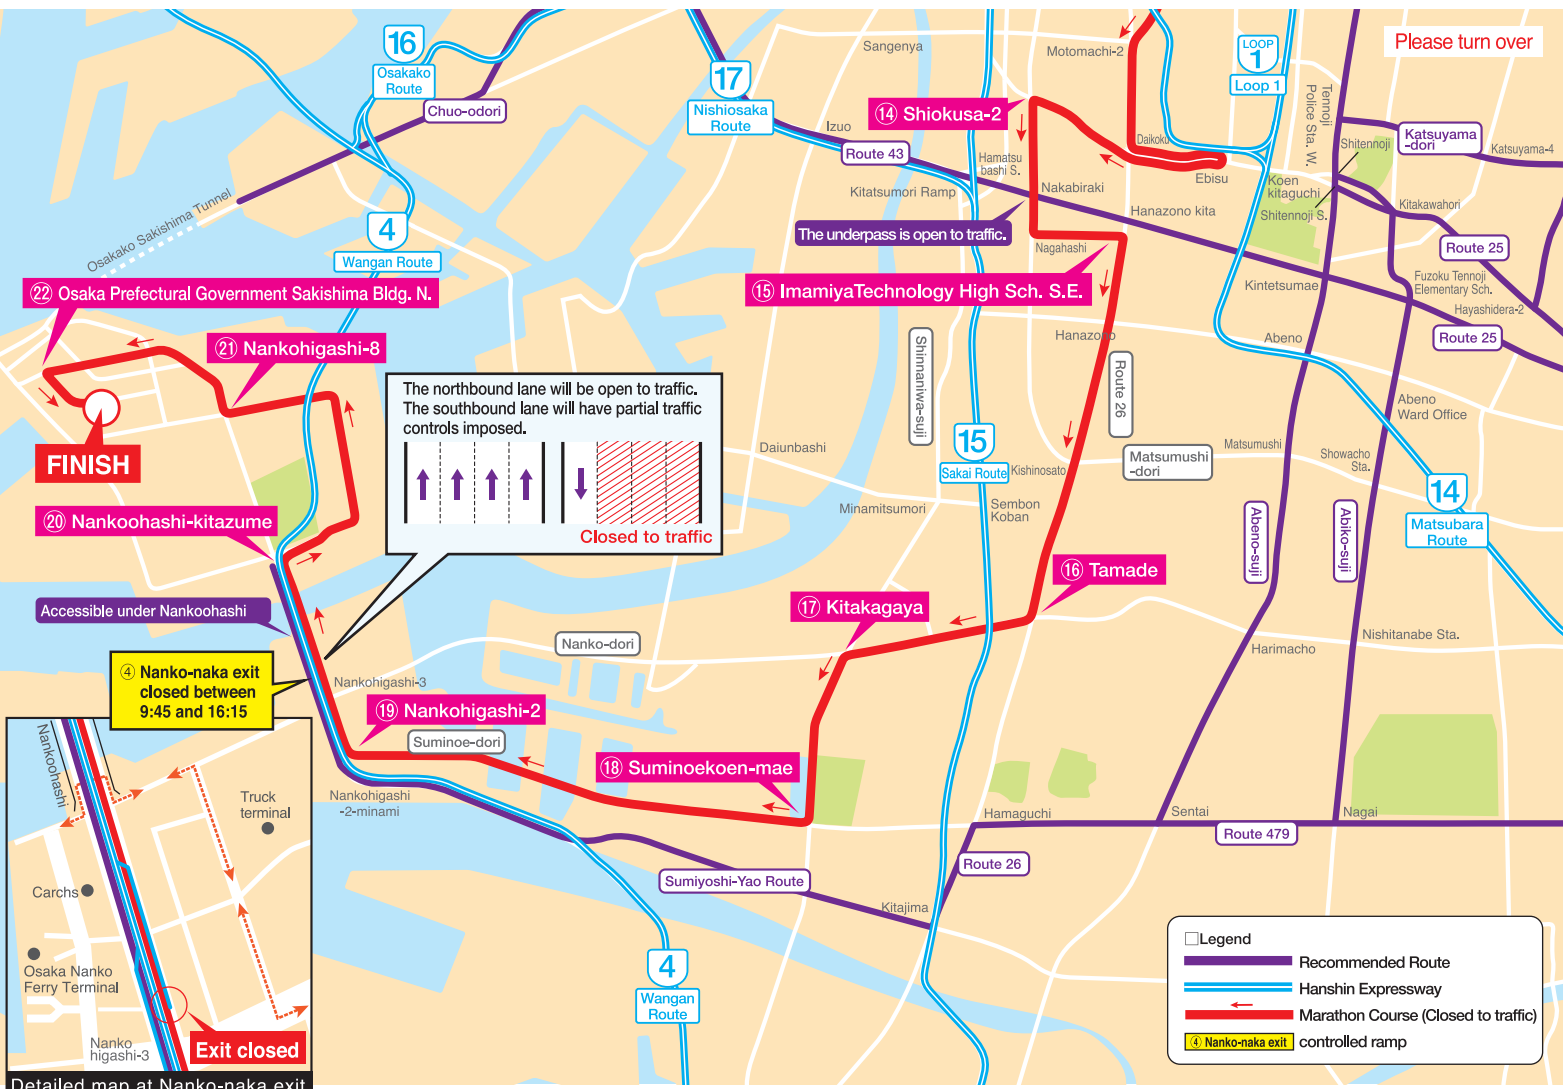 Please turn over
16
Osakako
Route
Chuo-odori
17
Nishiosaka
Route
Sangenya
Motomachi-2
LOOP
1
Loop 1
Tennoji
Police Sta. W.
Katsuyama
-dori
Katsuyama-4
Shitennoji
⑭ Shiokusa-2
Izuo
Route 43
Daikoku
Ebisu
Hamatsu
bashi S.
Kitatsumori Ramp
Nakabiraki
Hanazono kita
Koen
kitaguchi
Shitennoji S.
Kitakawahori
Route 25
The underpass is open to traffic.
Nagahashi
Osakako Sakishima Tunnel
4
Wangan Route
㉒ Osaka Prefectural Government Sakishima Bldg. N.
⑮ ImamiyaTechnology High Sch. S.E.
Kintetsumae
Fuzoku Tennoji
Elementary Sch.
Hayashidera-2
Route 25
㉑ Nankohigashi-8
Hanazono
Abeno
Shinnaniwa-suji
Route 26
The northbound lane will be open to traffic.
The southbound lane will have partial traffic
controls imposed.
Closed to traffic
Abeno
Ward Office
FINISH
Daiunbashi
15
Sakai Route
Kishinosato
Matsumushi
-dori
Matsumushi
Showacho
Sta.
14
Matsubara
Route
Minamitsumori
Sembon
Koban
Abeno-suji
Abiko-suji
⑳ Nankoohashi-kitazume
⑯ Tamade
Accessible under Nankoohashi
⑰ Kitakagaya
Nanko-dori
Harimacho
Nishitanabe Sta.
④ Nanko-naka exit
closed between
9:45 and 16:15
Nankohigashi-3
⑲ Nankohigashi-2
Suminoe-dori
⑱ Suminoekoen-mae
Nankohigashi
-2-minami
Hamaguchi
Sentai
Nagai
Route 479
Route 26
Sumiyoshi-Yao Route
Kitajima
4
Wangan
Route
Nankoohashi
Truck
terminal
Carchs
Osaka Nanko
Ferry Terminal
Nanko
higashi-3
Exit closed
Detailed map at Nanko-naka exit
□Legend
Recommended Route
Hanshin Expressway
Marathon Course (Closed to traffic)
④ Nanko-naka exit controlled ramp